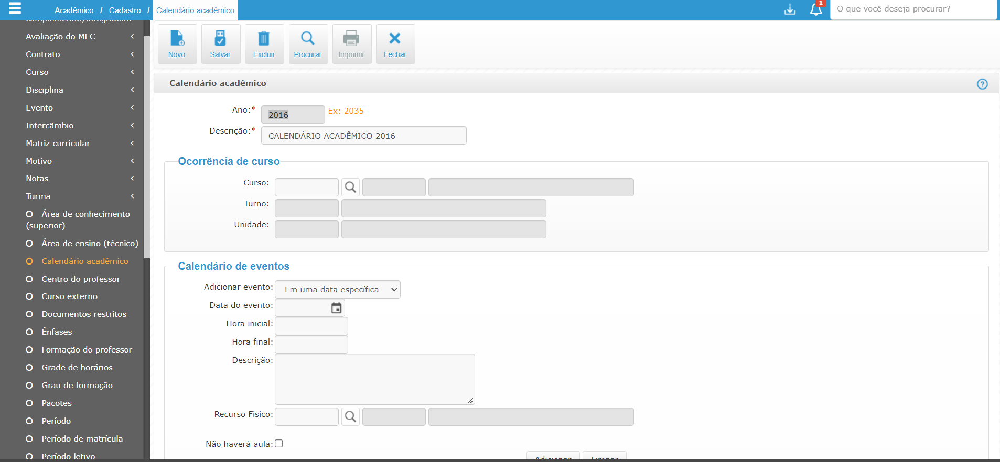 Acadêmico / Cadastro / Calendário acadêmico
1
O que você deseja procurar?
complementar/integradora
Avaliação do MEC
Contrato
Curso
Disciplina
Evento
Intercâmbio
Matriz curricular
Motivo
Notas
Turma
Área de conhecimento
(superior)
Área de ensino (técnico)
Calendário acadêmico
Centro do professor
Curso externo
Documentos restritos
Ênfases
Formação do professor
Grade de horários
Grau de formação
Pacotes
Período
Período de matrícula
Período letivo
Novo
Salvar
Excluir
Procurar
Imprimir
Fechar
Calendário acadêmico
?
Ano:* 2016 Ex: 2035
Descrição:* CALENDÁRIO ACADÊMICO 2016
Ocorrência de curso
Curso:
Turno:
Unidade:
Calendário de eventos
Adicionar evento: Em uma data específica
Data do evento:
Hora inicial:
Hora final:
Descrição:
Recurso Físico:
Não haverá aula:
Adicionar Limpar